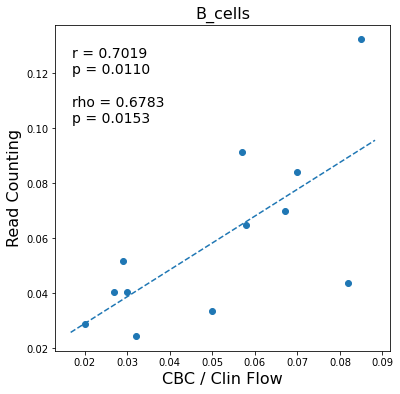 B_cells
r = 0.7019
p = 0.0110
rho = 0.6783
p = 0.0153
Read Counting
0.12
0.10
0.08
0.06
0.04
0.02
0.02 0.03 0.04 0.05 0.06 0.07 0.08 0.09
CBC / Clin Flow